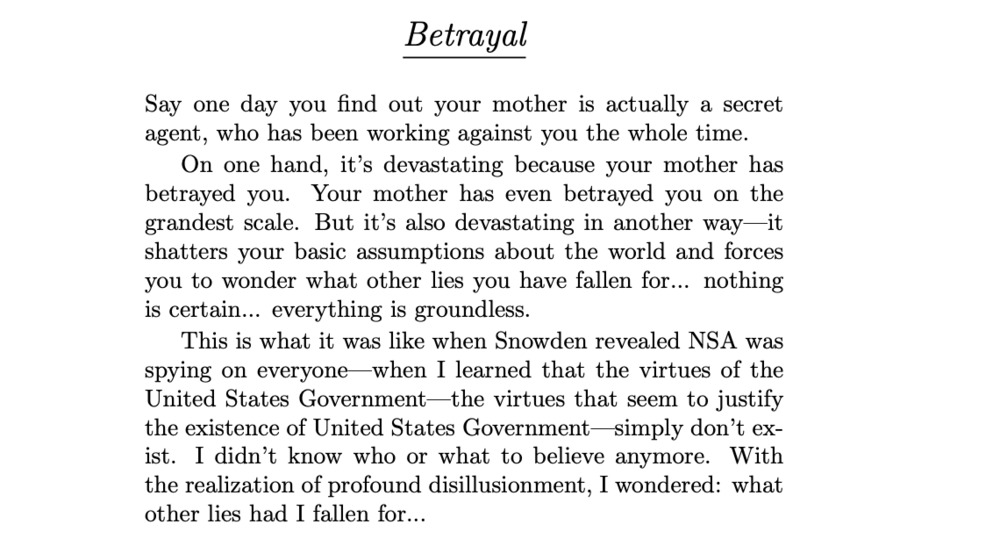 Betrayal
Say one day you find out your mother is actually a secret
agent, who has been working against you the whole time.
On one hand, it's devastating because your mother has
betrayed you. Your mother has even betrayed you on the
grandest scale. But it's also devastating in another way—it
shatters your basic assumptions about the world and forces
you to wonder what other lies you have fallen for... nothing
is certain... everything is groundless.
This is what it was like when Snowden revealed NSA was
spying on everyone—when I learned that the virtues of the
United States Government—the virtues that seem to justify
the existence of United States Government—simply don't ex-
ist. I didn't know who or what to believe anymore. With
the realization of profound disillusionment, I wondered: what
other lies had I fallen for...